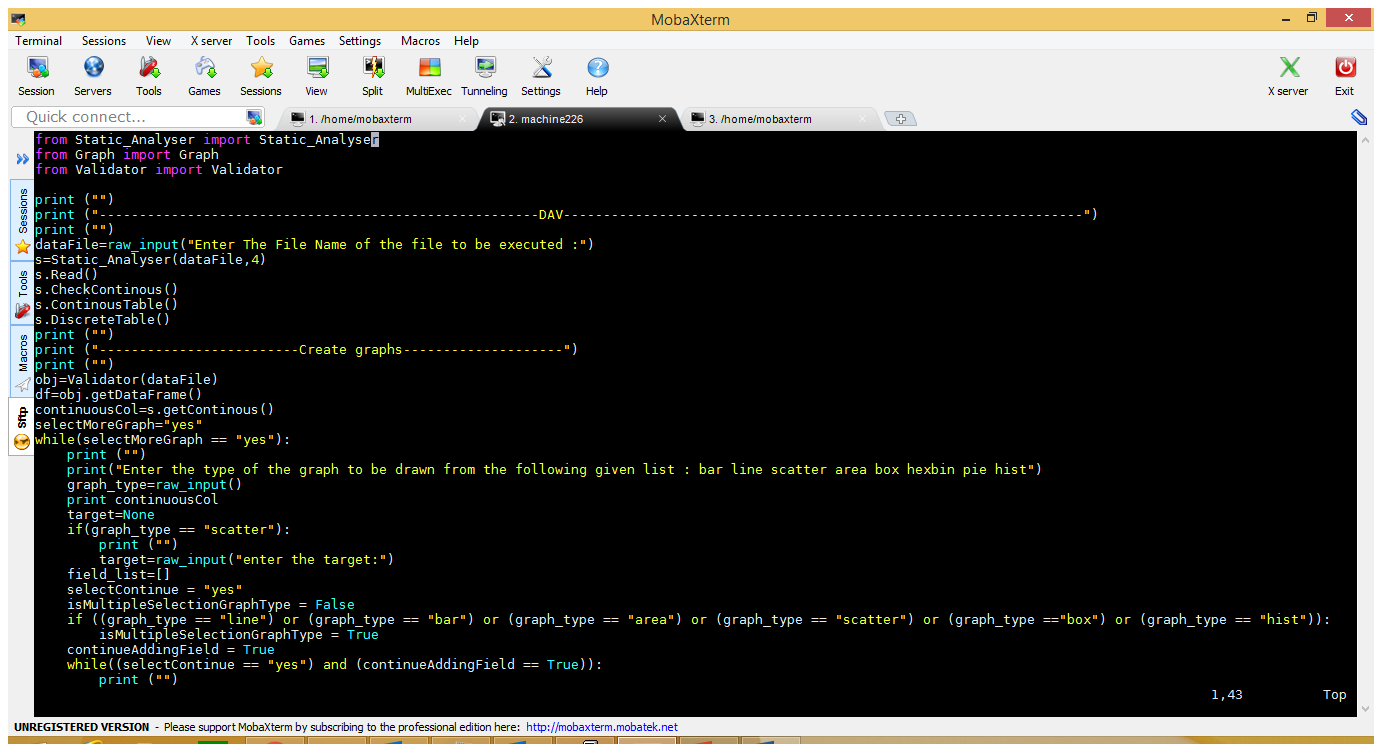 MobaXterm
Terminal Sessions View X server Tools Games Settings Macros Help
Session Servers Tools Games Sessions View Split MultiExec Tunneling Settings Help X server Exit
Quick connect...
1. /home/mobaxterm
2. machine226
3. /home/mobaxterm
Sessions
Tools
Macros
Sftp
from Static_Analyser import Static_Analyser
from Graph import Graph
from Validator import Validator
print ("")
print ("-------------------------------------------------------DAV-----------------------------------------------------------------")
print ("")
dataFile=raw_input("Enter The File Name of the file to be executed :")
s=Static_Analyser(dataFile,4)
s.Read()
s.CheckContinous()
s.ContinousTable()
s.DiscreteTable()
print ("")
print ("-------------------------Create graphs--------------------")
print ("")
obj=Validator(dataFile)
df=obj.getDataFrame()
continuousCol=s.getContinous()
selectMoreGraph="yes"
while(selectMoreGraph == "yes"):
    print ("")
    print("Enter the type of the graph to be drawn from the following given list : bar line scatter area box hexbin pie hist")
    graph_type=raw_input()
    print continuousCol
    target=None
    if(graph_type == "scatter"):
        print ("")
        target=raw_input("enter the target:")
    field_list=[]
    selectContinue = "yes"
    isMultipleSelectionGraphType = False
    if ((graph_type == "line") or (graph_type == "bar") or (graph_type == "area") or (graph_type == "scatter") or (graph_type =="box") or (graph_type == "hist")):
        isMultipleSelectionGraphType = True
    continueAddingField = True
    while((selectContinue == "yes") and (continueAddingField == True)):
        print ("")
1,43 Top
UNREGISTERED VERSION - Please support MobaXterm by subscribing to the professional edition here: http://mobaxterm.mobatek.net